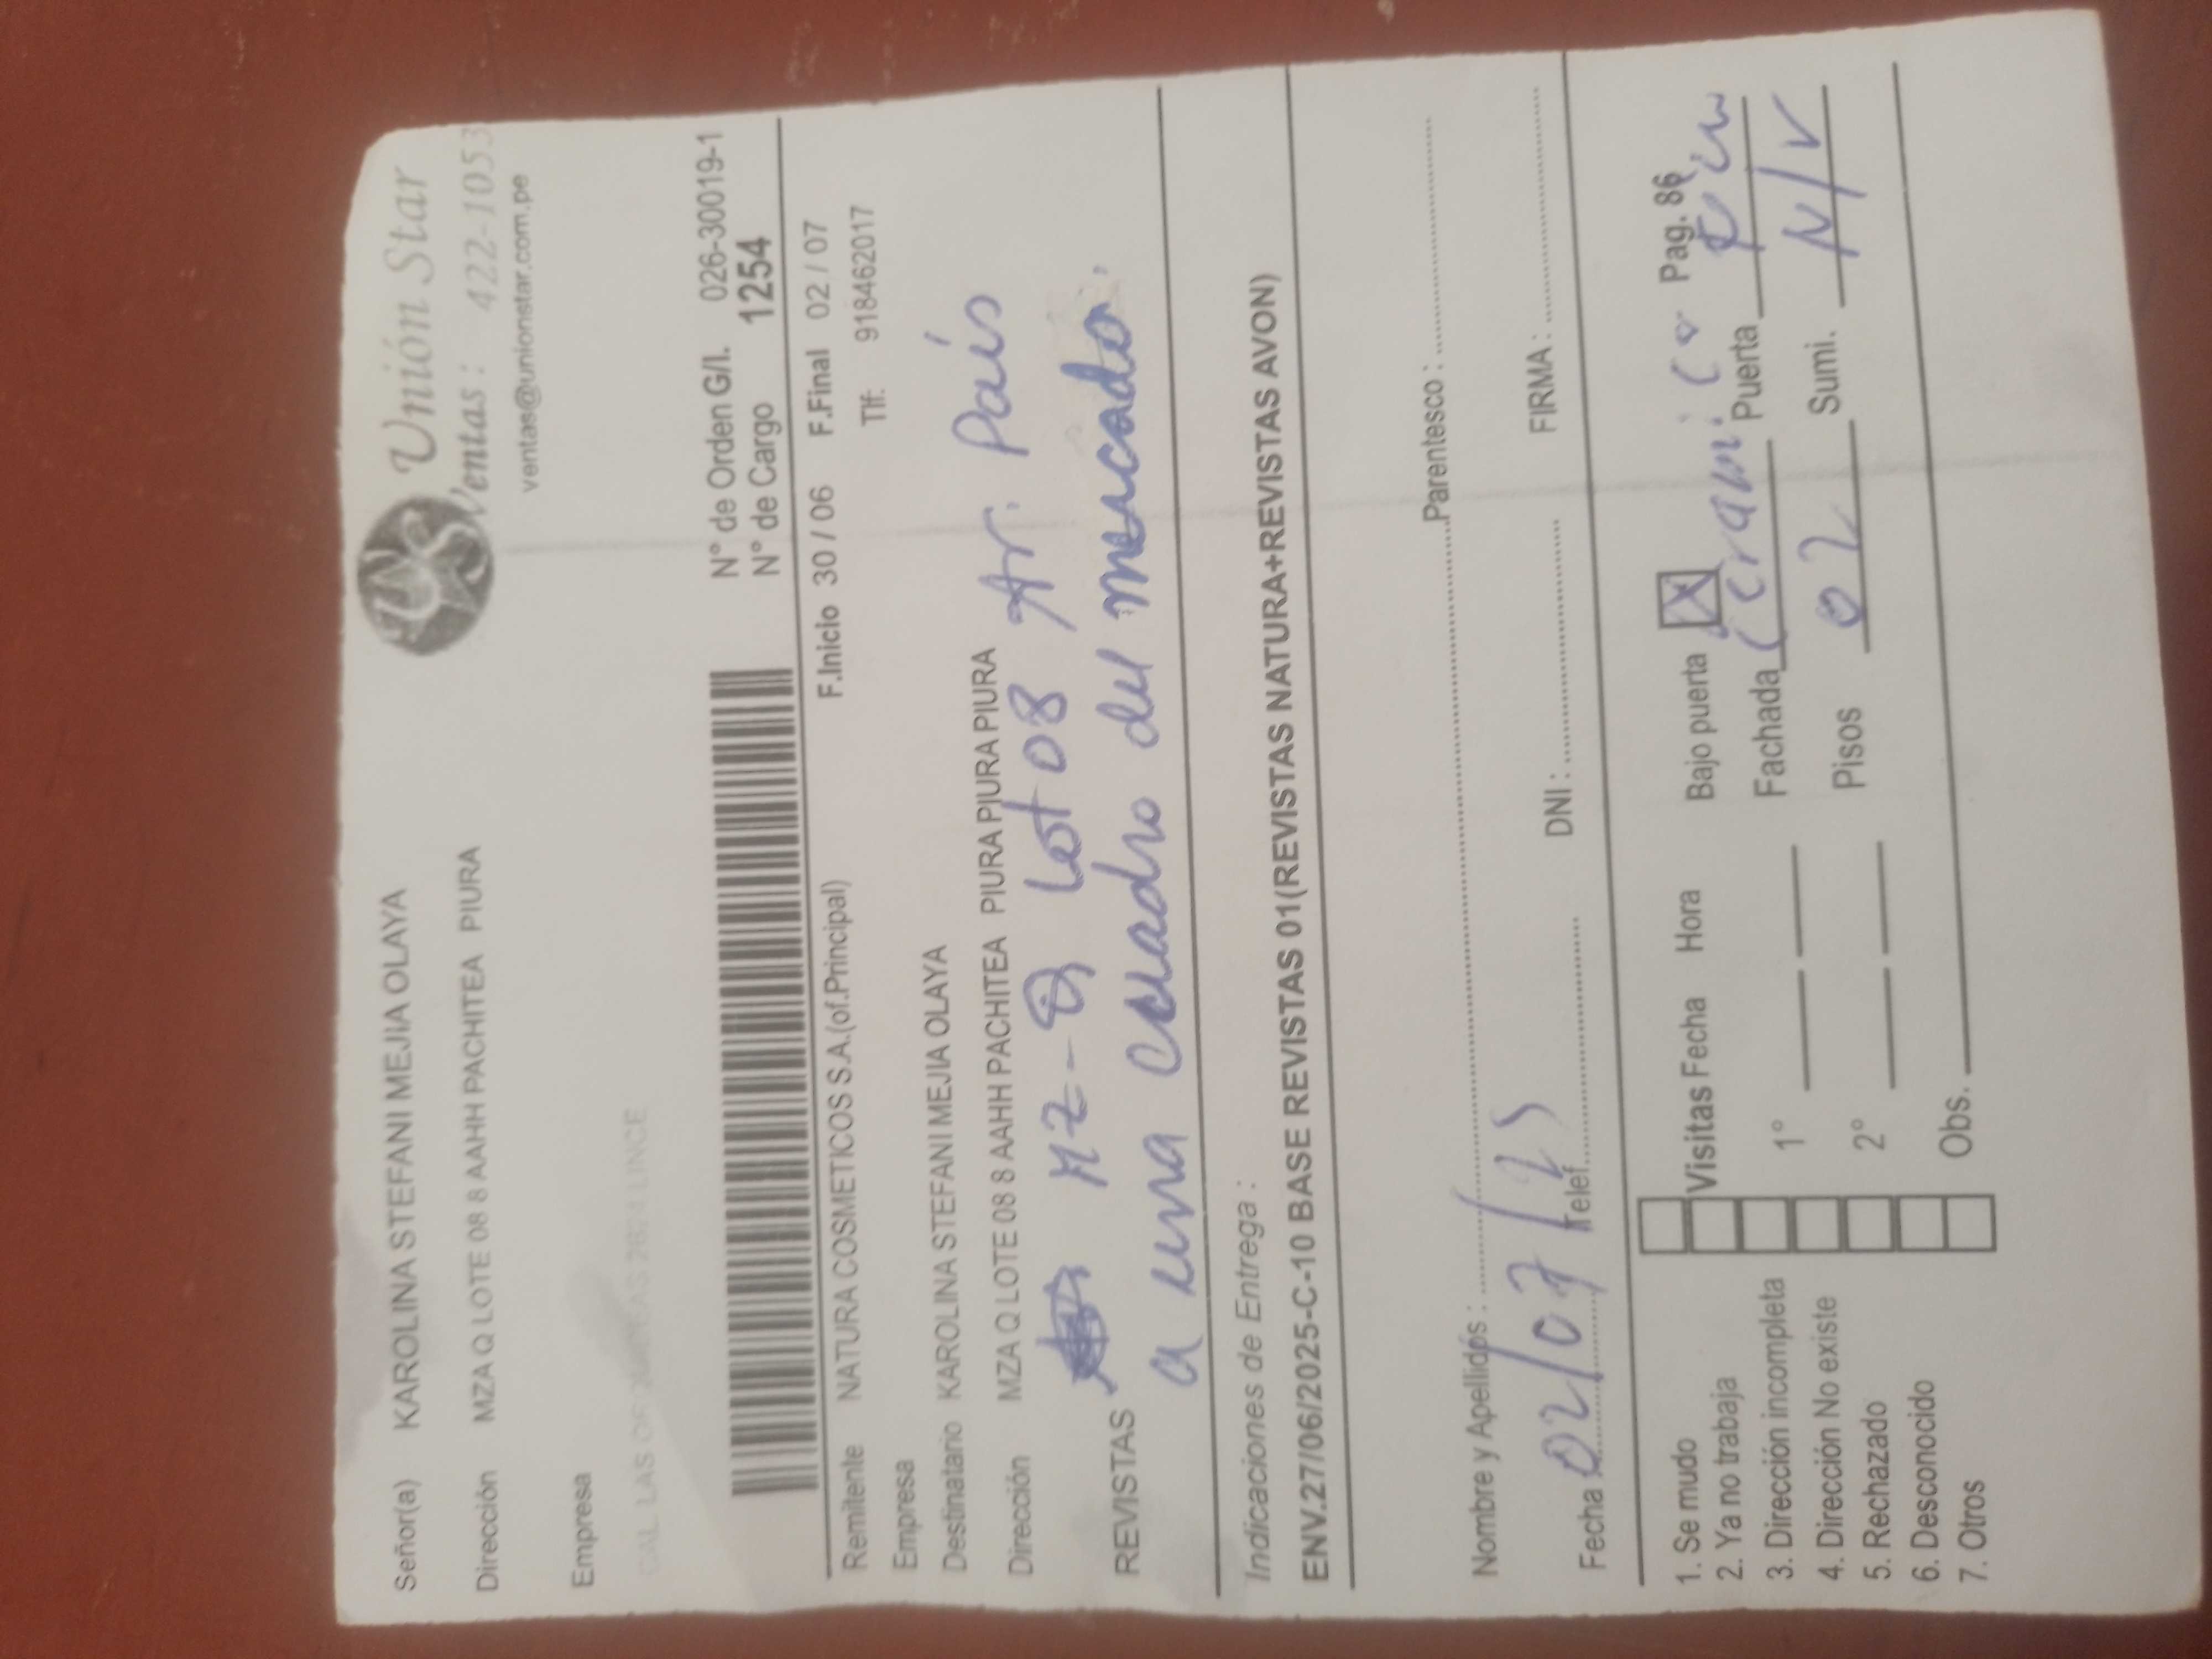 Unión Star
Ventas : 422-1053
ventas@unionstar.com.pe
Señor(a) KAROLINA STEFANI MEJIA OLAYA
Dirección MZA Q LOTE 08 8 AAHH PACHITEA PIURA
Empresa
N° de Orden G/I. 026-30019-1
N° de Cargo 1254
F.Inicio 30 / 06 F.Final 02 / 07
Remitente NATURA COSMETICOS S.A.(of.Principal)
Tlf: 918462017
Empresa
Destinatario KAROLINA STEFANI MEJIA OLAYA
Dirección MZA Q LOTE 08 8 AAHH PACHITEA PIURA PIURA PIURA
MZ-Q Lot 08 Av. País
REVISTAS
a una cuadra del mercado.
Indicaciones de Entrega :
ENV.27/06/2025-C-10 BASE REVISTAS 01(REVISTAS NATURA+REVISTAS AVON)
Nombre y Apellidos : Parentesco :
Fecha 02/07/25 Telef. DNI : FIRMA :
1. Se mudo
2. Ya no trabaja
3. Dirección incompleta
4. Dirección No existe
5. Rechazado
6. Desconocido
7. Otros
Visitas Fecha Hora
1°
2°
Obs.
Bajo puerta X Pag. 86
Fachada Puerta
Pisos 02 Sumi. N/V